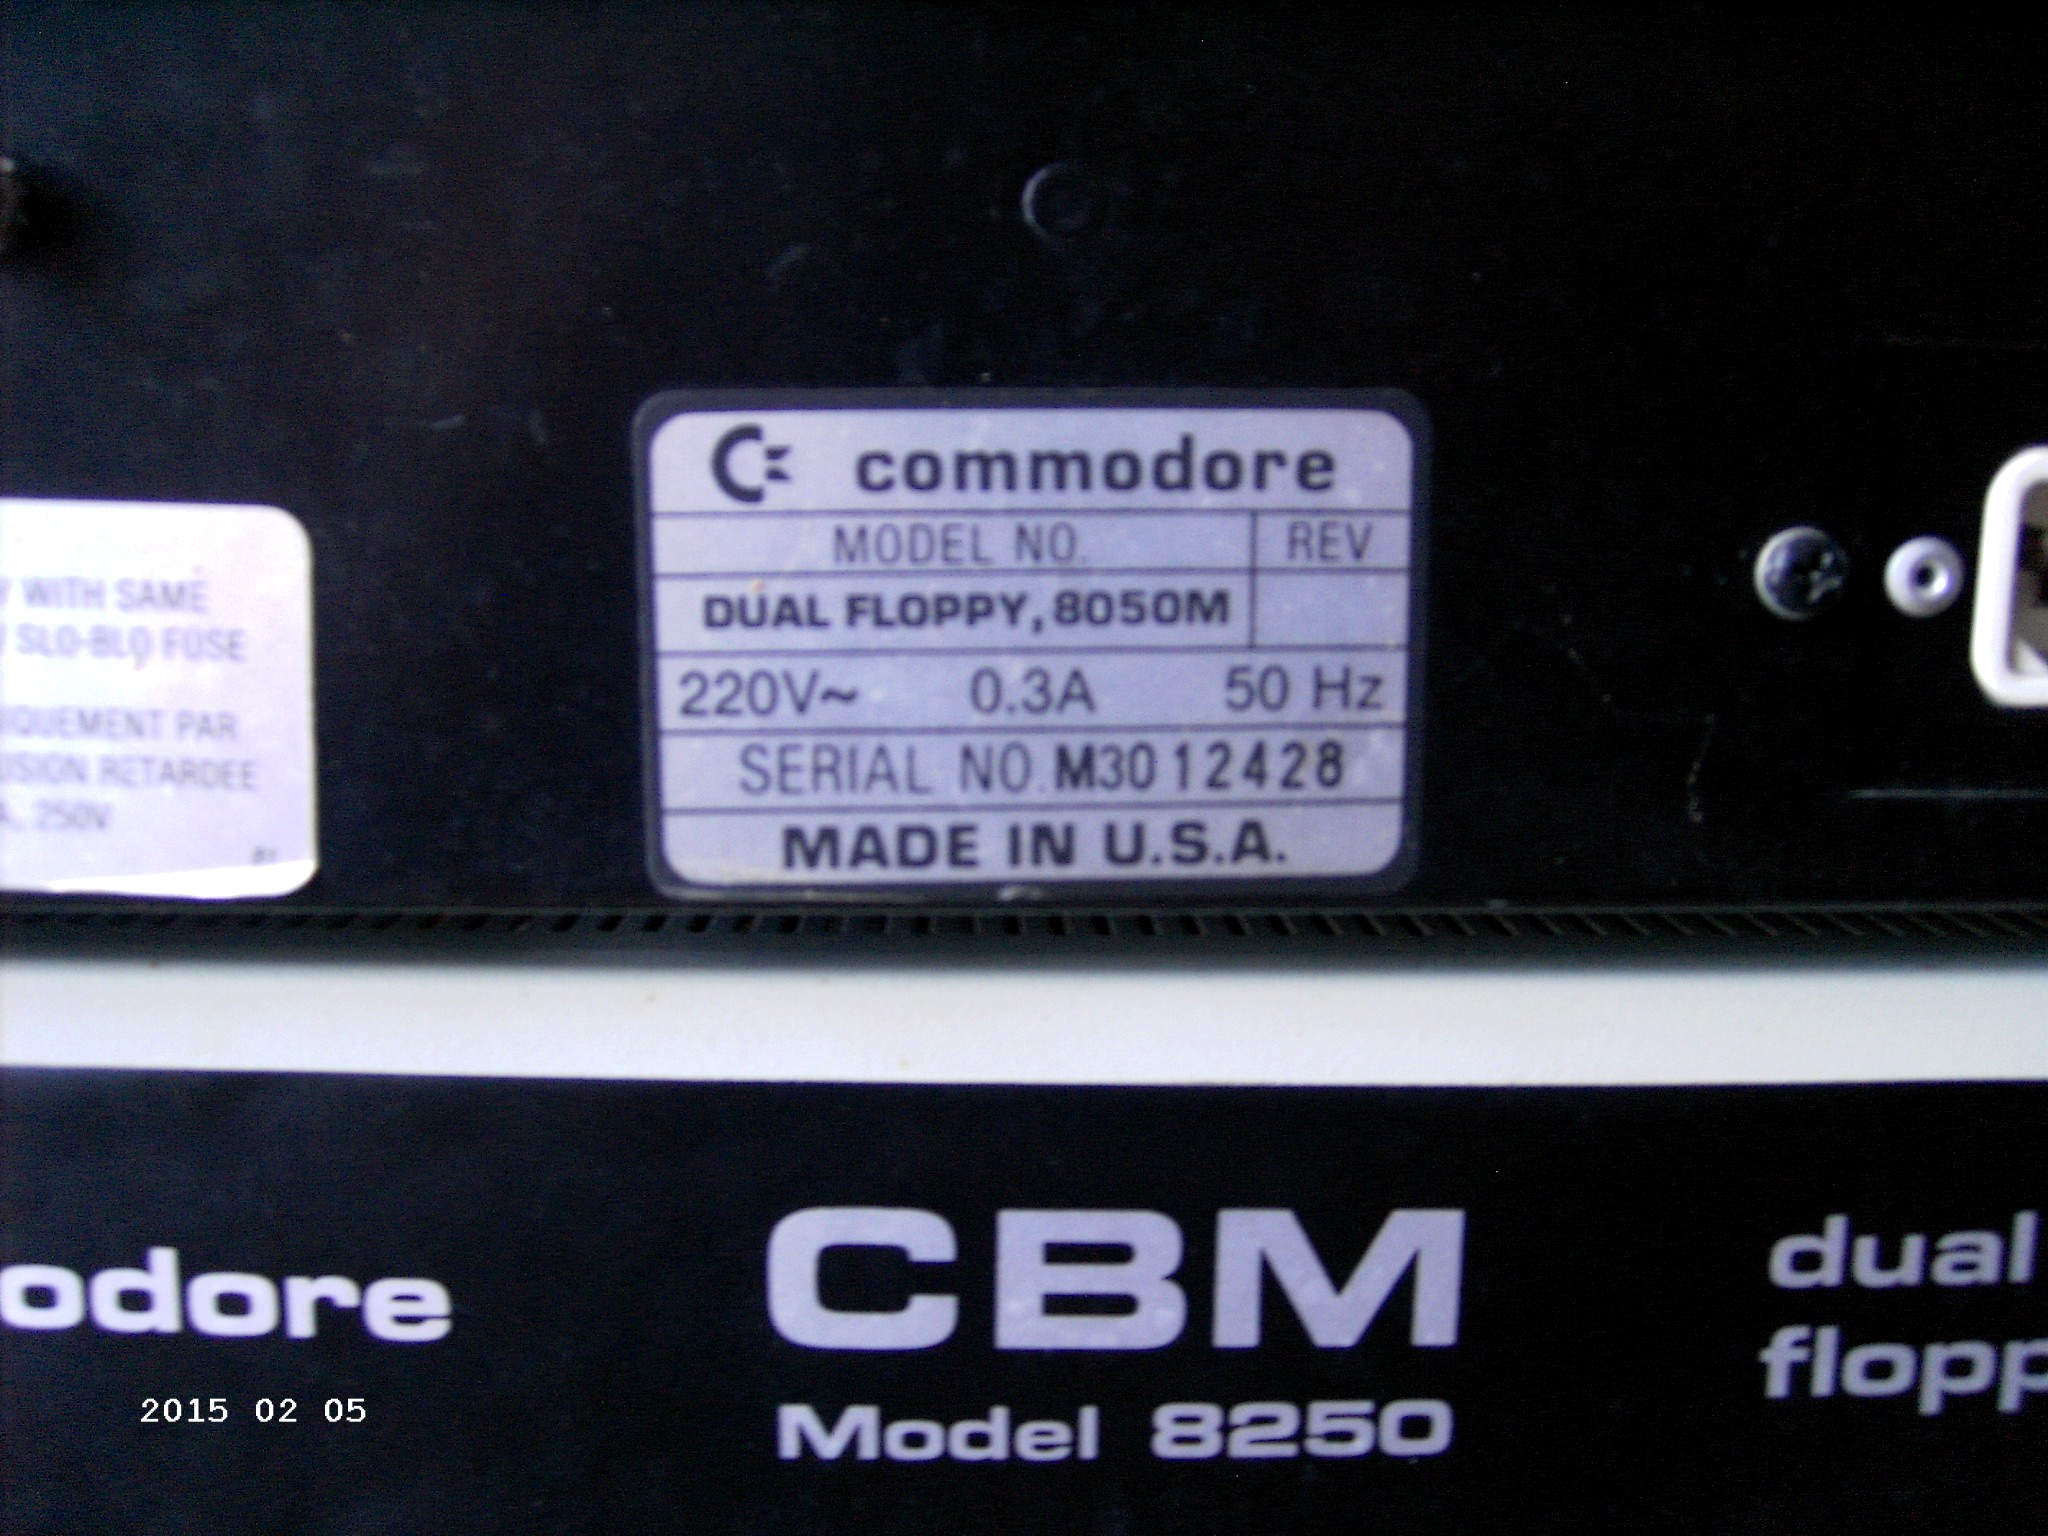 commodore
MODEL NO. REV
DUAL FLOPPY, 8050M
220V~ 0.3A 50 Hz
SERIAL NO. M3012428
MADE IN U.S.A.
WITH SAME
SLO-BLO FUSE
IQUEMENT PAR
USION RETARDEE
A, 250V
odore
CBM
Model 8250
dual
flopp
2015 02 05